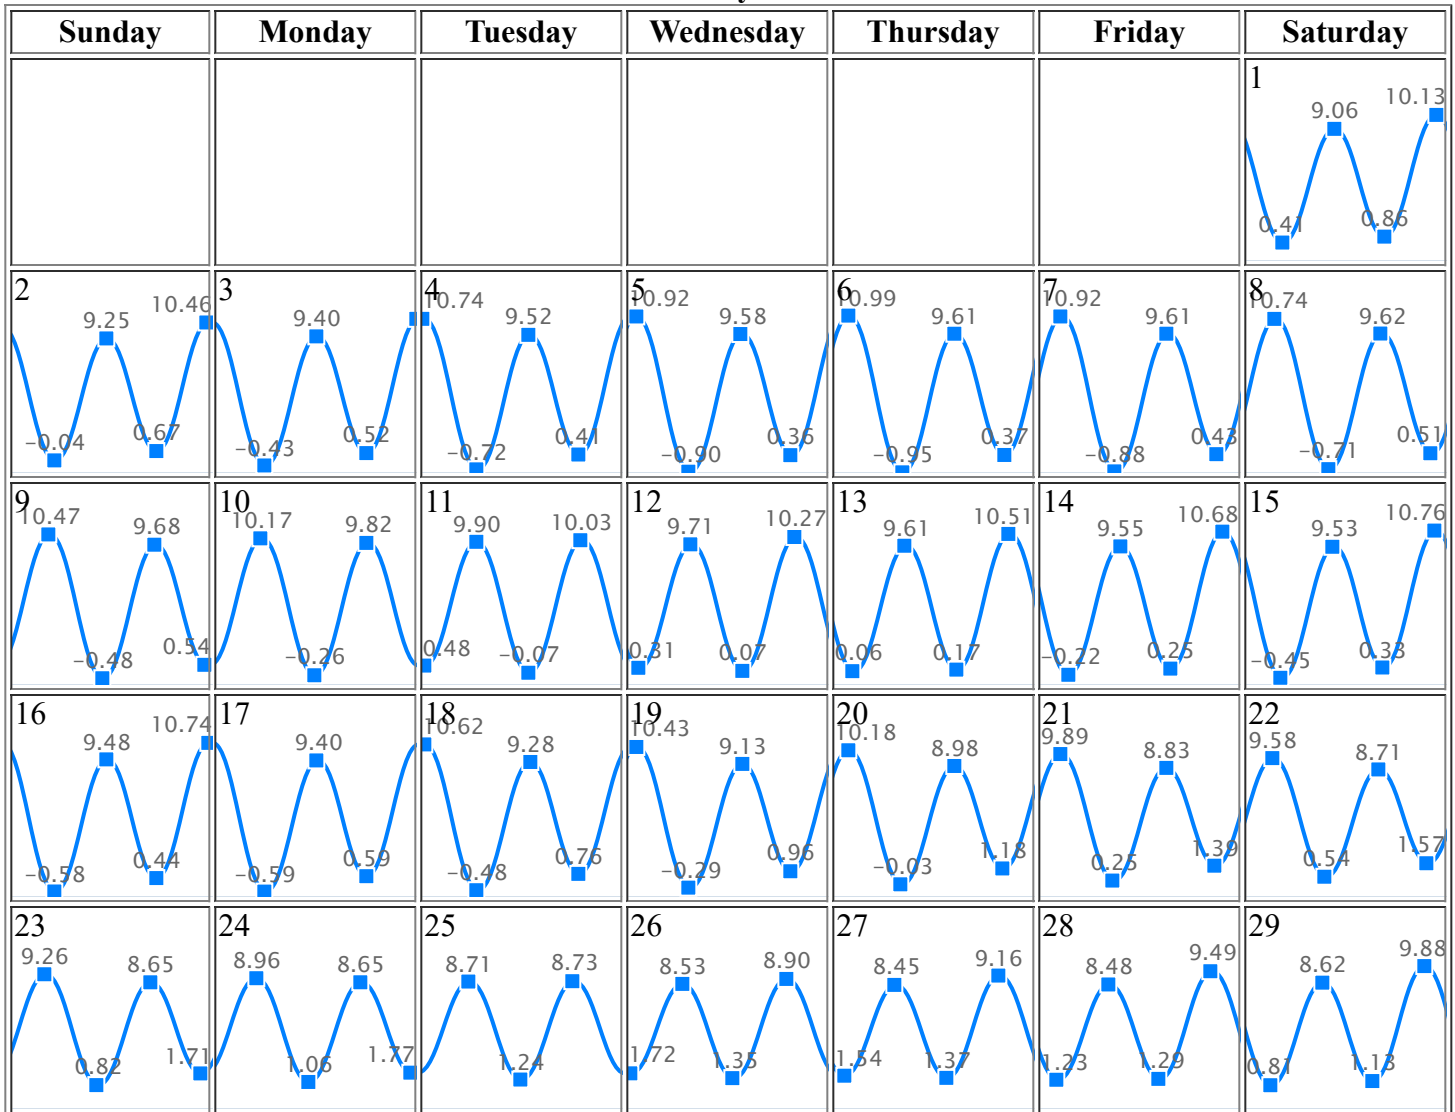 Sunday Monday Tuesday Wednesday Thursday Friday Saturday
1
0.41 9.06 0.86 10.13
2
-0.04 9.25 0.67 10.46
3
-0.43 9.40 0.52
4
10.74 -0.72 9.52 0.41
5
10.92 -0.90 9.58 0.36
6
10.99 -0.95 9.61 0.37
7
10.92 -0.88 9.61 0.43
8
10.74 -0.71 9.62 0.51
9
10.47 -0.48 9.68 0.54
10
10.17 -0.26 9.82
11
0.48 9.90 -0.07 10.03
12
0.31 9.71 0.07 10.27
13
0.06 9.61 0.17 10.51
14
-0.22 9.55 0.25 10.68
15
-0.45 9.53 0.33 10.76
16
-0.58 9.48 0.44 10.74
17
-0.59 9.40 0.59
18
10.62 -0.48 9.28 0.76
19
10.43 -0.29 9.13 0.96
20
10.18 -0.03 8.98 1.18
21
9.89 0.25 8.83 1.39
22
9.58 0.54 8.71 1.57
23
9.26 0.82 8.65 1.71
24
8.96 1.06 8.65 1.77
25
8.71 1.24 8.73
26
1.72 8.53 1.35 8.90
27
1.54 8.45 1.37 9.16
28
1.23 8.48 1.29 9.49
29
0.81 8.62 1.13 9.88